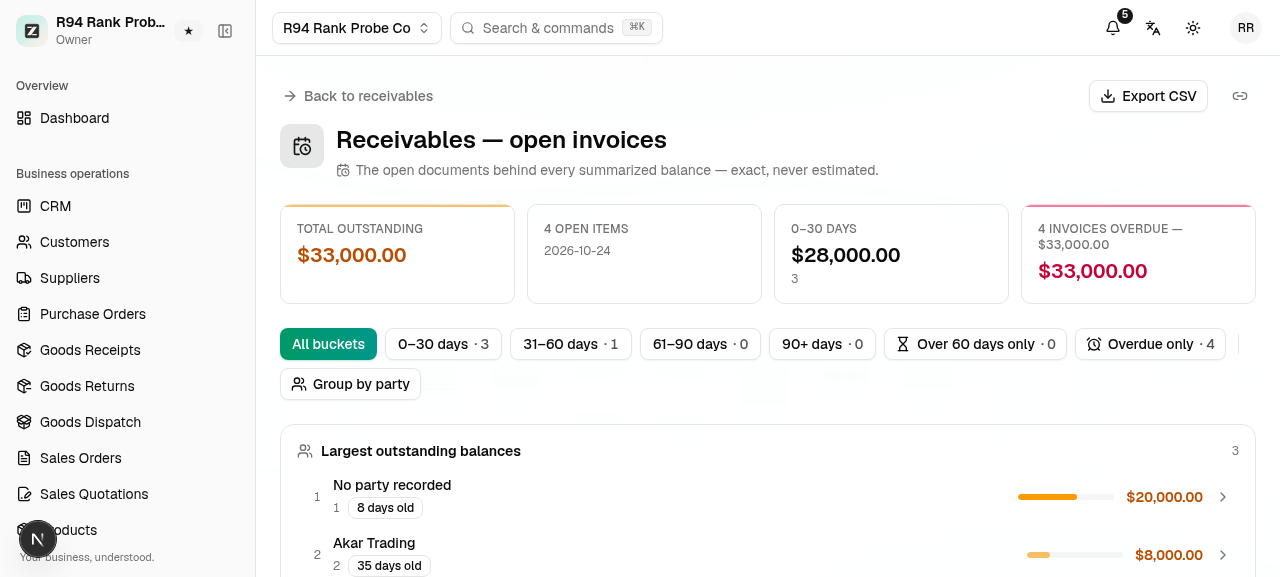 R94 Rank Prob...
Owner
★
Overview
Dashboard
Business operations
CRM
Customers
Suppliers
Purchase Orders
Goods Receipts
Goods Returns
Goods Dispatch
Sales Orders
Sales Quotations
oducts
N
Your business, understood.
R94 Rank Probe Co
Search & commands
⌘K
5
RR
Back to receivables
Export CSV
Receivables — open invoices
The open documents behind every summarized balance — exact, never estimated.
TOTAL OUTSTANDING
$33,000.00
4 OPEN ITEMS
2026-10-24
0–30 DAYS
$28,000.00
3
4 INVOICES OVERDUE —
$33,000.00
$33,000.00
All buckets
0–30 days · 3
31–60 days · 1
61–90 days · 0
90+ days · 0
Over 60 days only · 0
Overdue only · 4
Group by party
Largest outstanding balances
3
1
No party recorded
1 8 days old
$20,000.00
2
Akar Trading
2 35 days old
$8,000.00